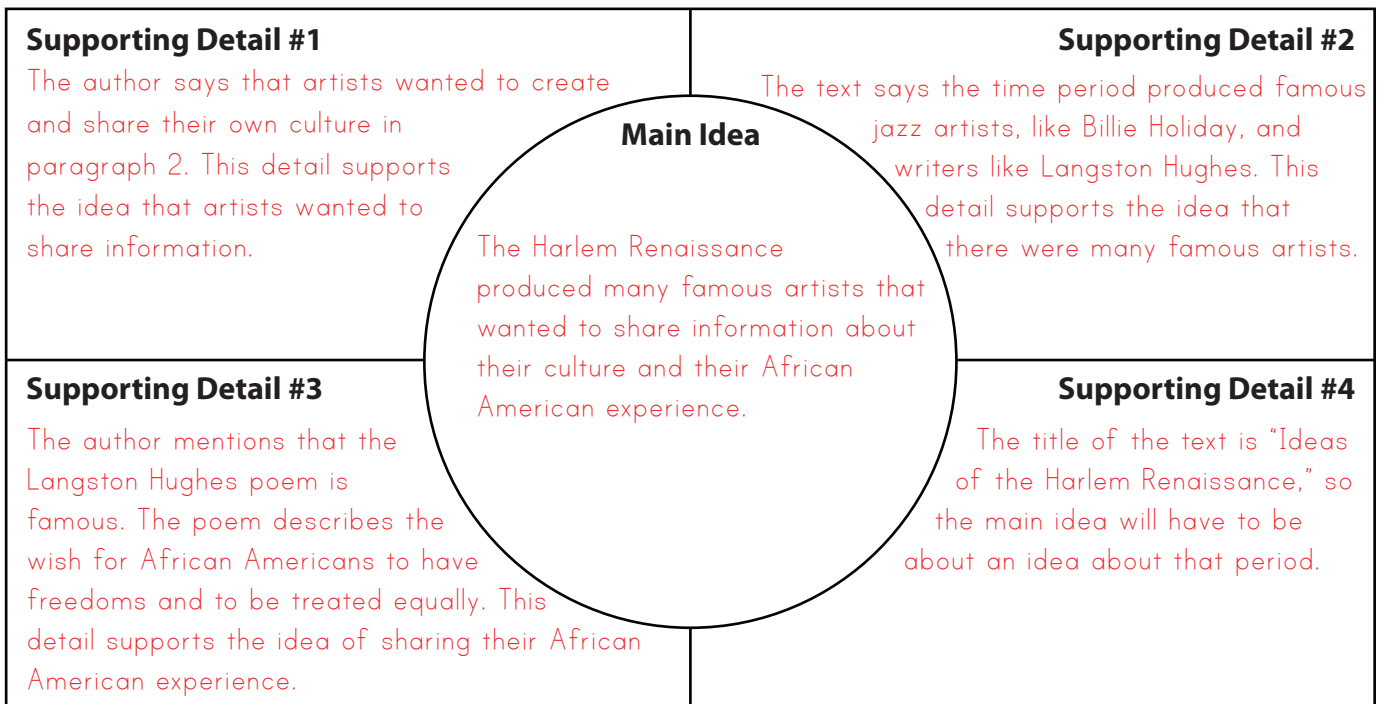 Supporting Detail #1
The author says that artists wanted to create
and share their own culture in
paragraph 2. This detail supports
the idea that artists wanted to
share information.
Supporting Detail #2
The text says the time period produced famous
jazz artists, like Billie Holiday, and
writers like Langston Hughes. This
detail supports the idea that
there were many famous artists.
Main Idea
The Harlem Renaissance
produced many famous artists that
wanted to share information about
their culture and their African
American experience.
Supporting Detail #3
The author mentions that the
Langston Hughes poem is
famous. The poem describes the
wish for African Americans to have
freedoms and to be treated equally. This
detail supports the idea of sharing their African
American experience.
Supporting Detail #4
The title of the text is “Ideas
of the Harlem Renaissance,” so
the main idea will have to be
about an idea about that period.